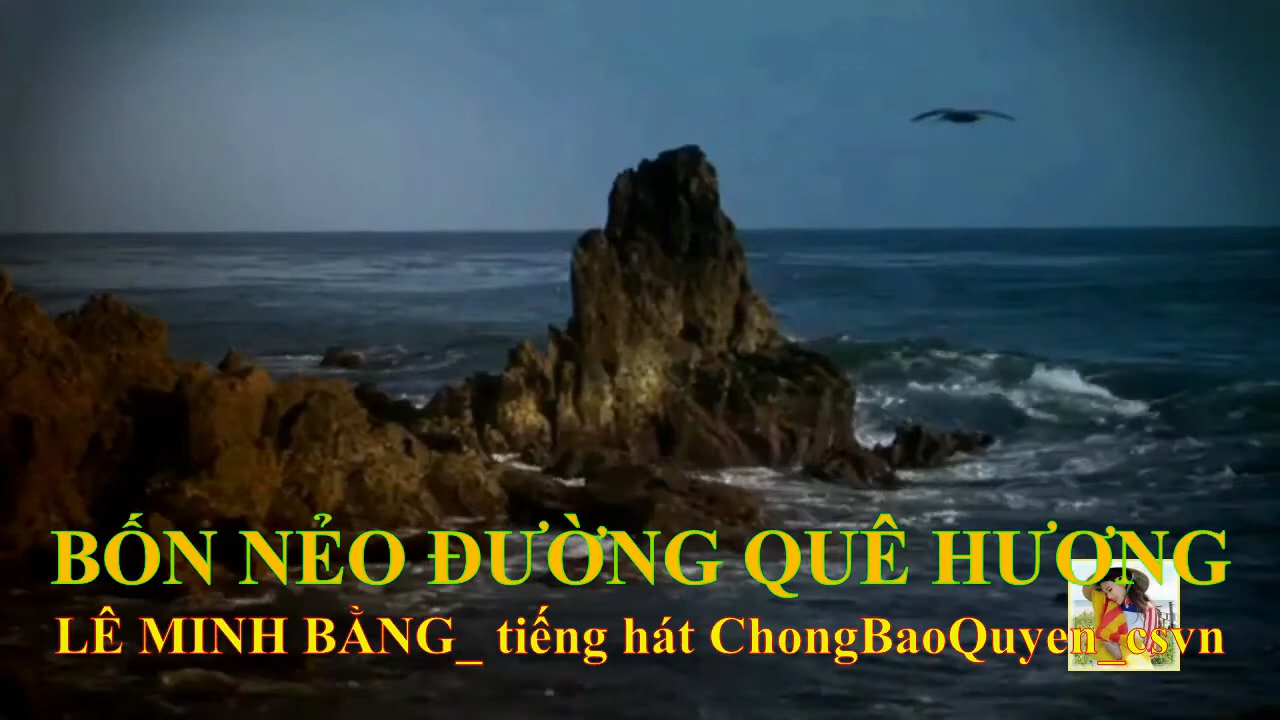 BỐN NẺO ĐƯỜNG QUÊ HƯƠNG
LÊ MINH BẰNG_ tiếng hát ChongBaoQuyen_csvn